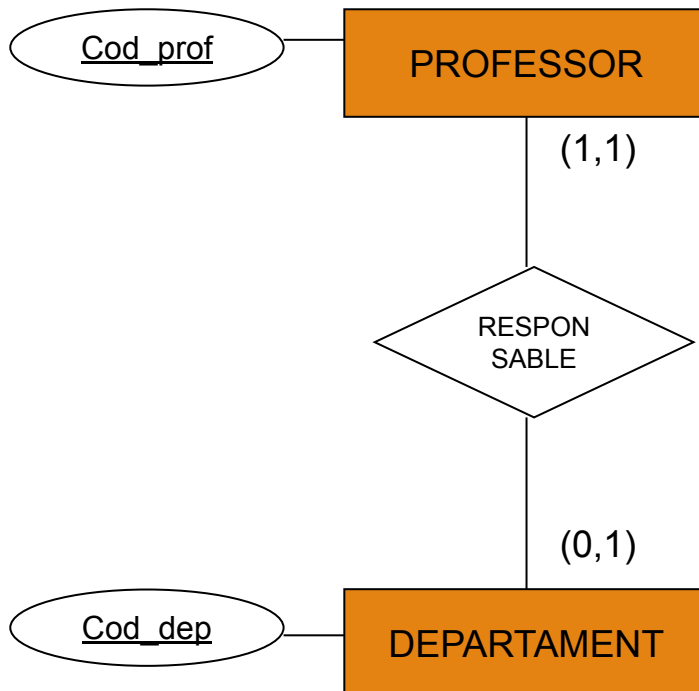 Cod_prof
PROFESSOR
(1,1)
RESPON
SABLE
(0,1)
Cod_dep
DEPARTAMENT